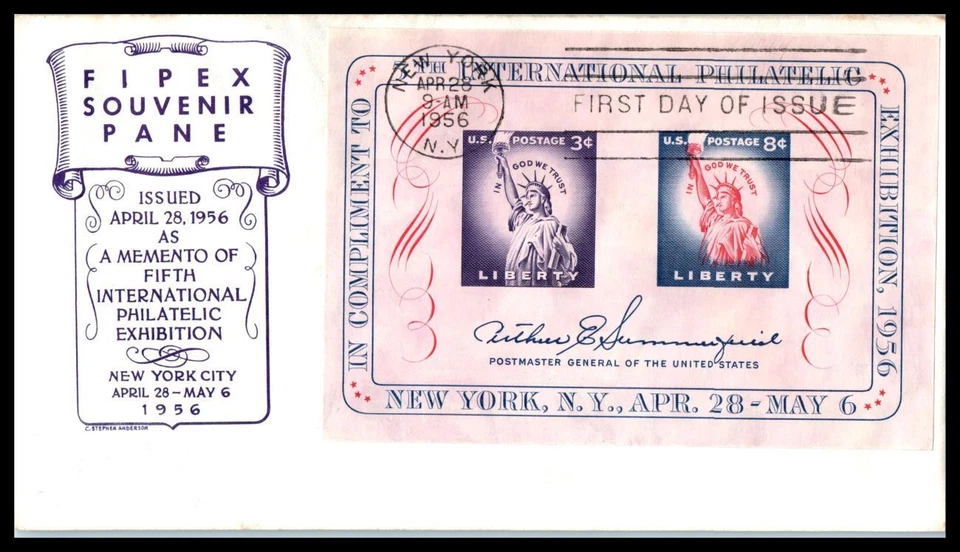 FIPEX
SOUVENIR
PANE
ISSUED
APRIL 28, 1956
AS
A MEMENTO OF
FIFTH
INTERNATIONAL
PHILATELIC
EXHIBITION
NEW YORK CITY
APRIL 28 - MAY 6
1956
C. STEPHEN ANDERSON
NEW YORK
APR 28
9 - AM
1956
N.Y.
FIRST DAY OF ISSUE
IN COMPLIMENT TO
TH INTERNATIONAL PHILATELIC
EXHIBITION, 1956
U.S. POSTAGE 3¢
IN GOD WE TRUST
LIBERTY
U.S. POSTAGE 8¢
IN GOD WE TRUST
LIBERTY
Arthur E Summerfield
POSTMASTER GENERAL OF THE UNITED STATES
NEW YORK, N. Y., APR. 28 - MAY 6